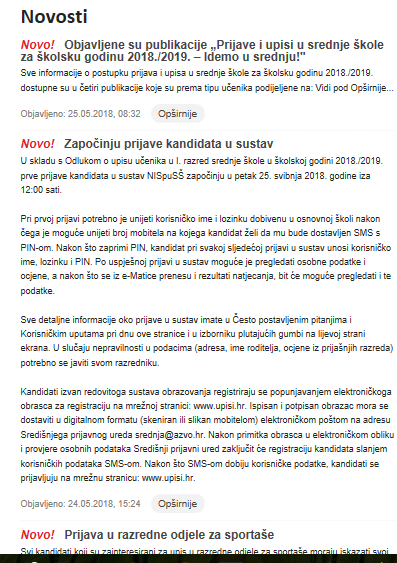 Novosti
Novo! Objavljene su publikacije „Prijave i upisi u srednje škole
za školsku godinu 2018./2019. – Idemo u srednju!"
Sve informacije o postupku prijava i upisa u srednje škole za školsku godinu 2018./2019.
dostupne su u četiri publikacije koje su prema tipu učenika podijeljene na: Vidi pod Opširnije...
Objavljeno: 25.05.2018, 08:32 Opširnije
Novo! Započinju prijave kandidata u sustav
U skladu s Odlukom o upisu učenika u I. razred srednje škole u školskoj godini 2018./2019.
prve prijave kandidata u sustav NISpuSŠ započinju u petak 25. svibnja 2018. godine iza
12:00 sati.
Pri prvoj prijavi potrebno je unijeti korisničko ime i lozinku dobivenu u osnovnoj školi nakon
čega je moguće unijeti broj mobitela na kojega kandidat želi da mu bude dostavljen SMS s
PIN-om. Nakon što zaprimi PIN, kandidat pri svakoj sljedećoj prijavi u sustav unosi korisničko
ime, lozinku i PIN. Po uspješnoj prijavi u sustav moguće je pregledati osobne podatke i
ocjene, a nakon što se iz e-Matice prenesu i rezultati natjecanja, bit će moguće pregledati i te
podatke.
Sve detaljne informacije oko prijave u sustav imate u Često postavljenim pitanjima i
Korisničkim uputama pri dnu ove stranice i u izborniku plutajućih gumbi na lijevoj strani
ekrana. U slučaju nepravilnosti u podacima (adresa, ime roditelja, ocjene iz prijašnjih razreda)
potrebno se javiti svom razredniku.
Kandidati izvan redovitoga sustava obrazovanja registriraju se popunjavanjem elektroničkoga
obrasca za registraciju na mrežnoj stranici: www.upisi.hr. Ispisan i potpisan obrazac mora se
dostaviti u digitalnom formatu (skeniran ili slikan mobitelom) elektroničkom poštom na adresu
Središnjega prijavnog ureda srednja@azvo.hr. Nakon primitka obrasca u elektroničkom obliku
i provjere osobnih podataka Središnji prijavni ured zaključit će registraciju kandidata slanjem
korisničkih podataka SMS-om. Nakon što SMS-om dobiju korisničke podatke, kandidati se
prijavljuju na mrežnu stranicu: www.upisi.hr.
Objavljeno: 24.05.2018, 15:24 Opširnije
Novo! Prijava u razredne odjele za sportaše
Svi kandidati koji su zainteresirani za upis u razredne odjele za sportaše moraju iskazati svoj